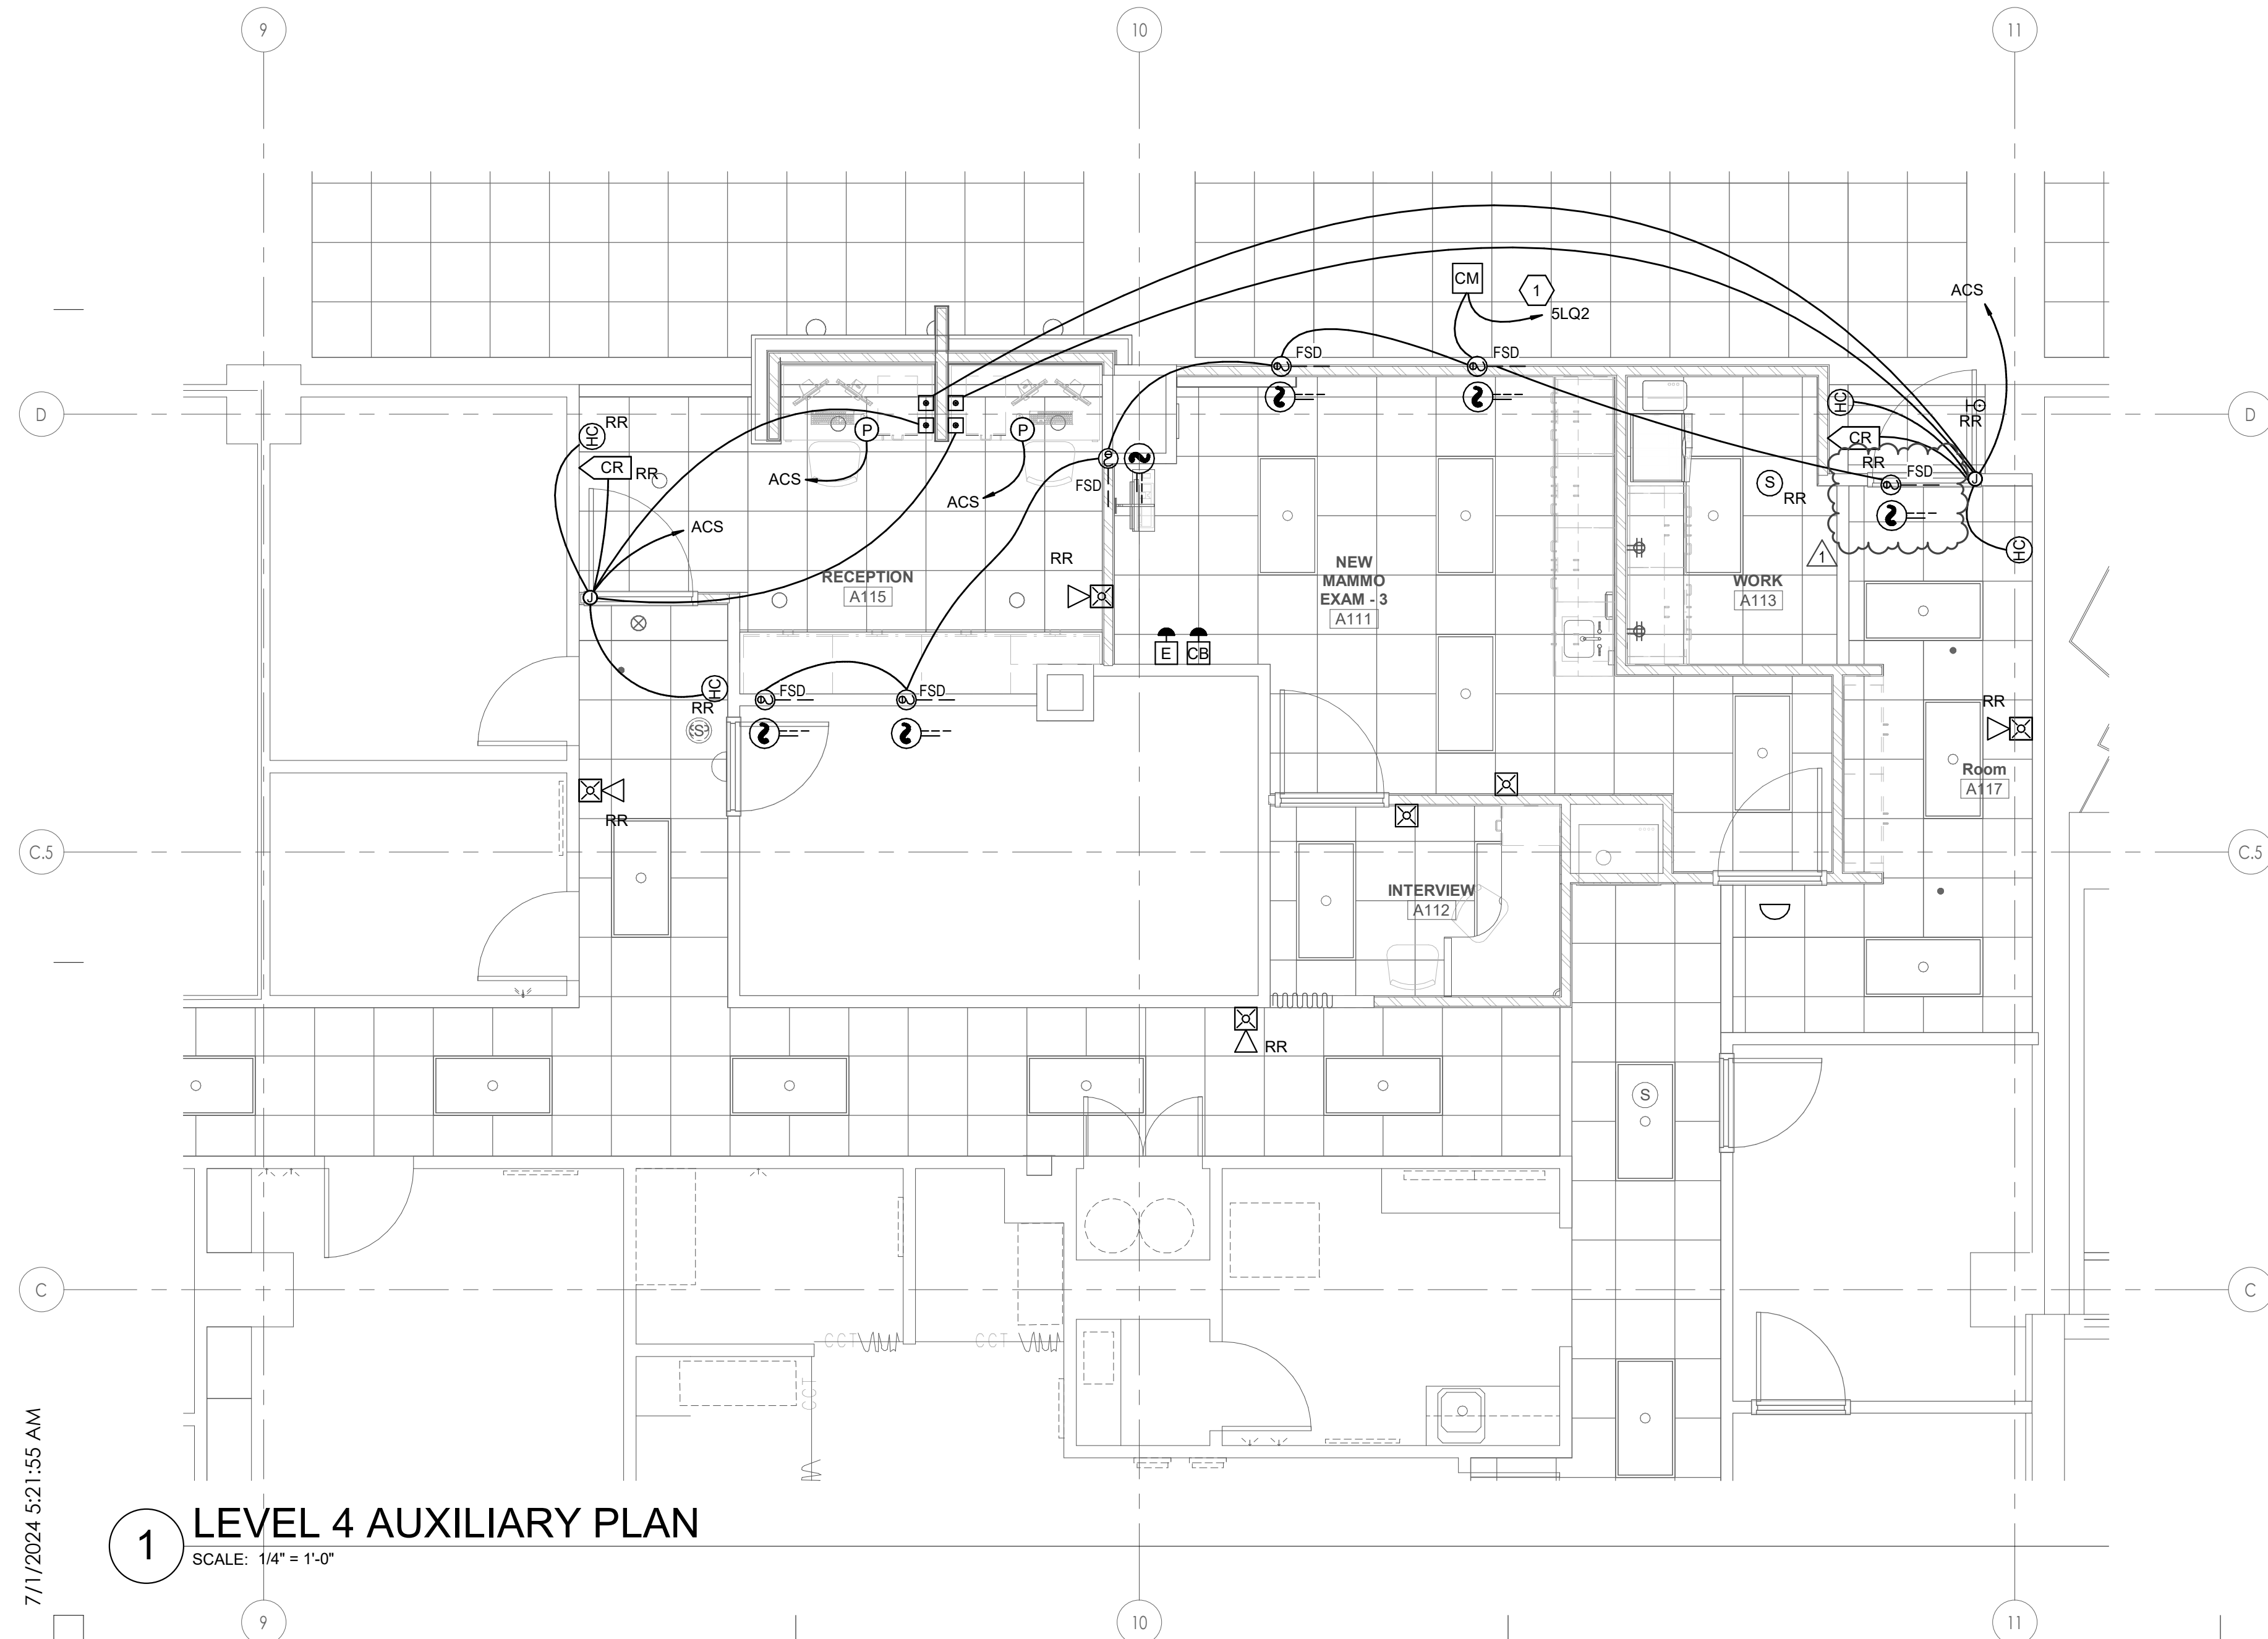 9
10
11
CM
1
5LQ2
ACS
FSD
FSD
D
D
HC
RR
CR
RR
P
P
ACS
ACS
ACS
FSD
HC
RR
CR
RR
FSD
J
S
RR
HC
1
RR
J
RECEPTION
A115
NEW
MAMMO
EXAM - 3
A111
WORK
A113
E
CB
HC
RR
S
FSD
FSD
RR
Room
A117
RR
C.5
C.5
INTERVIEW
A112
RR
S
C
C
CCT
CCT
CCT
1
LEVEL 4 AUXILIARY PLAN
SCALE: 1/4" = 1'-0"
7/1/2024 5:21:55 AM
9
10
11